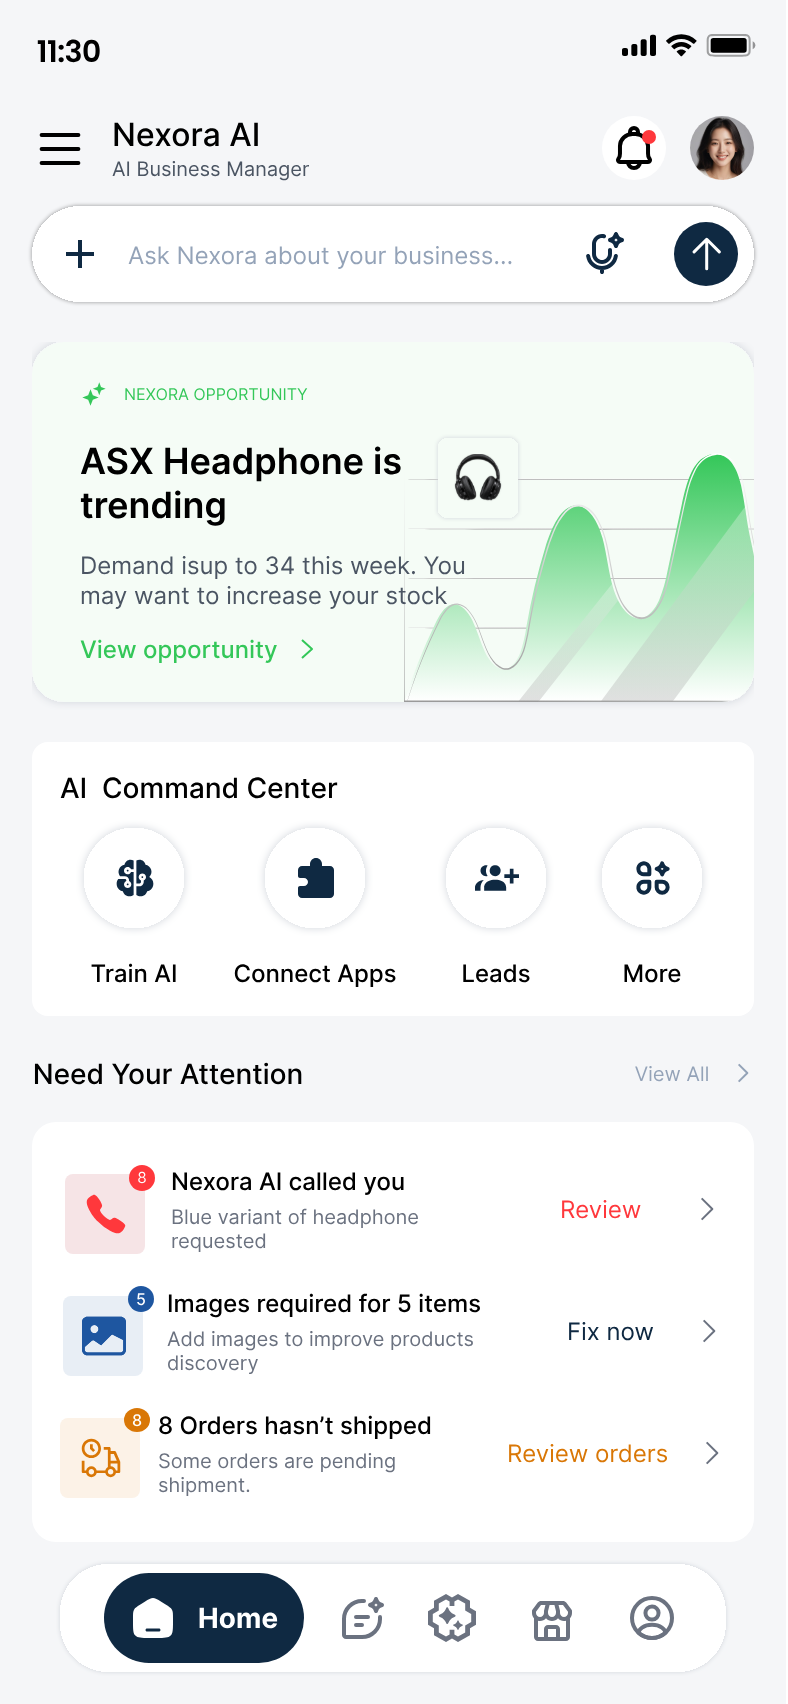 11:30
Nexora AI
AI Business Manager
Ask Nexora about your business...
NEXORA OPPORTUNITY
ASX Headphone is
trending
Demand isup to 34 this week. You
may want to increase your stock
View opportunity
AI Command Center
Train AI
Connect Apps
Leads
More
Need Your Attention
View All
8
Nexora AI called you
Blue variant of headphone
requested
Review
5
Images required for 5 items
Add images to improve products
discovery
Fix now
8
8 Orders hasn’t shipped
Some orders are pending
shipment.
Review orders
Home